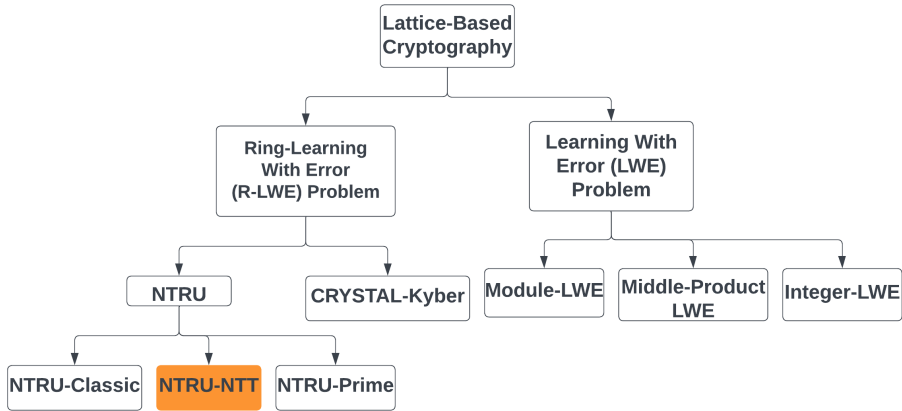 Lattice-Based
Cryptography
Ring-Learning
With Error
(R-LWE) Problem
Learning With
Error (LWE)
Problem
NTRU
CRYSTAL-Kyber
Module-LWE
Middle-Product
LWE
Integer-LWE
NTRU-Classic
NTRU-NTT
NTRU-Prime